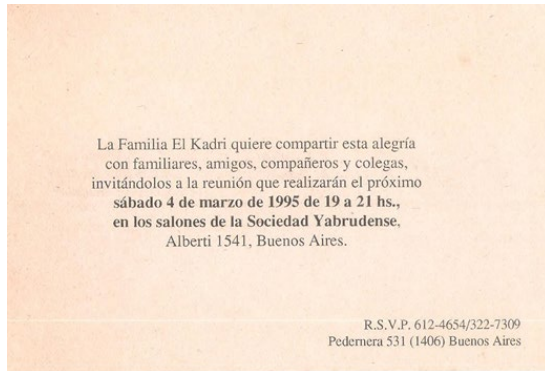 La Familia El Kadri quiere compartir esta alegría
con familiares, amigos, compañeros y colegas,
invitándolos a la reunión que realizarán el próximo
sábado 4 de marzo de 1995 de 19 a 21 hs.,
en los salones de la Sociedad Yabrudense,
Alberti 1541, Buenos Aires.
R.S.V.P. 612-4654/322-7309
Pedernera 531 (1406) Buenos Aires